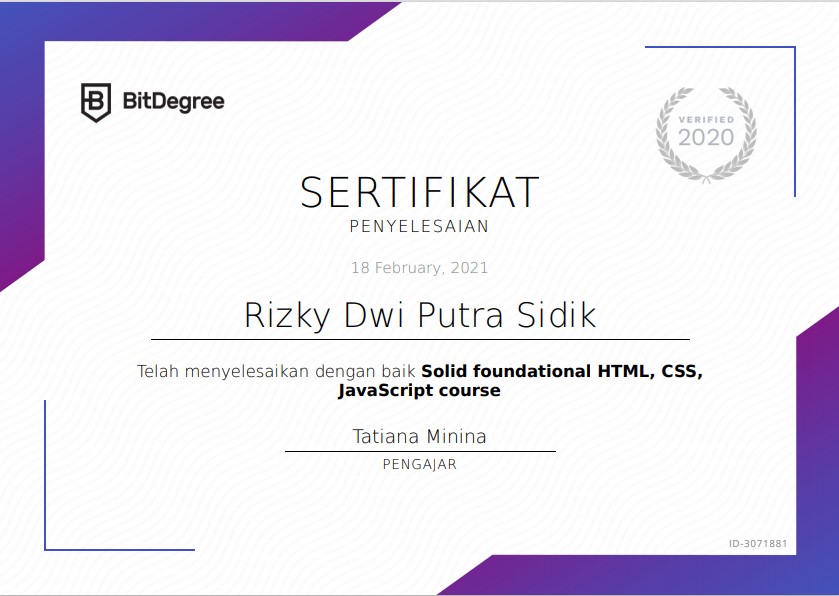 BitDegree
VERIFIED
2020
SERTIFIKAT
PENYELESAIAN
18 February, 2021
Rizky Dwi Putra Sidik
Telah menyelesaikan dengan baik Solid foundational HTML, CSS,
JavaScript course
Tatiana Minina
PENGAJAR
ID-3071881